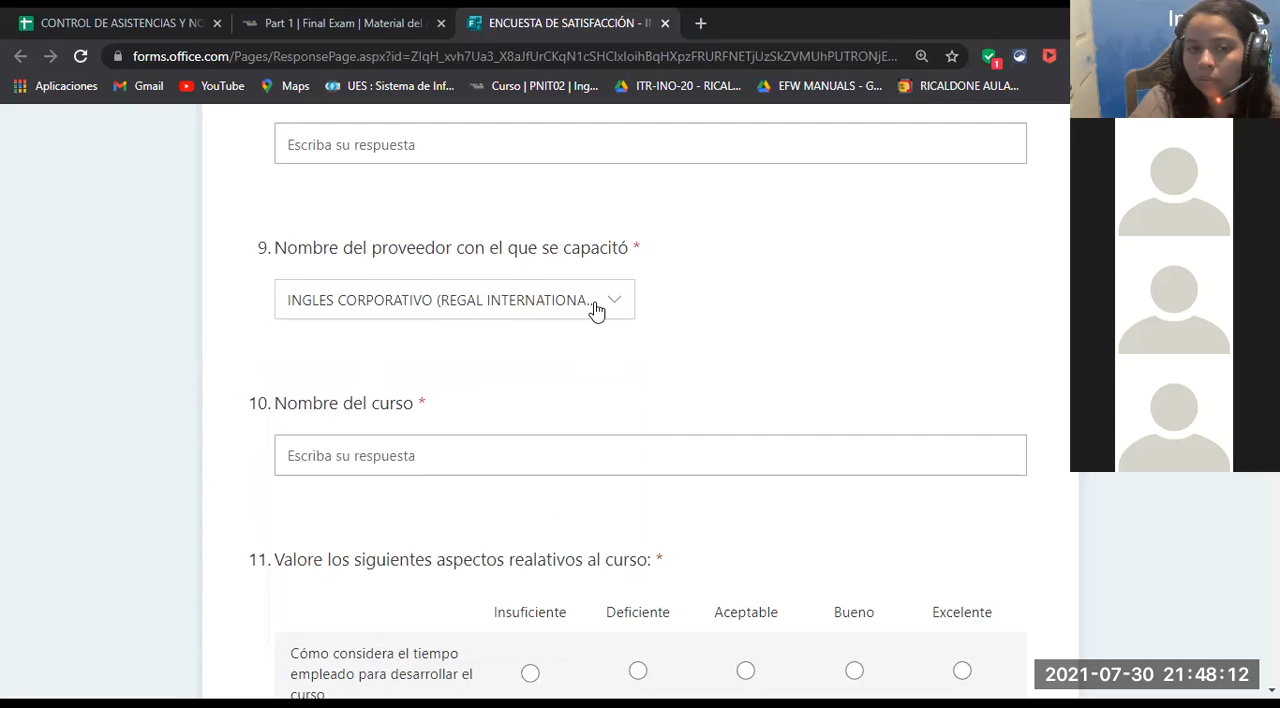 CONTROL DE ASISTENCIAS Y NO
Part 1 | Final Exam | Material del
ENCUESTA DE SATISFACCIÓN - I
forms.office.com/Pages/ResponsePage.aspx?id=ZIqH_xvh7Ua3_X8aJfUrCKqN1cSHCIxIoihBqHXpzFRURFNETjUzSkZVMUhPUTRONjE...
1
Aplicaciones Gmail YouTube Maps UES : Sistema de Inf... Curso | PNIT02 | Ing... ITR-INO-20 - RICAL... EFW MANUALS - G... RICALDONE AULA...
Escriba su respuesta
9. Nombre del proveedor con el que se capacitó *
INGLES CORPORATIVO (REGAL INTERNATIONA...
10. Nombre del curso *
Escriba su respuesta
11. Valore los siguientes aspectos realativos al curso: *
Insuficiente Deficiente Aceptable Bueno Excelente
Cómo considera el tiempo
empleado para desarrollar el
curso
2021-07-30 21:48:12